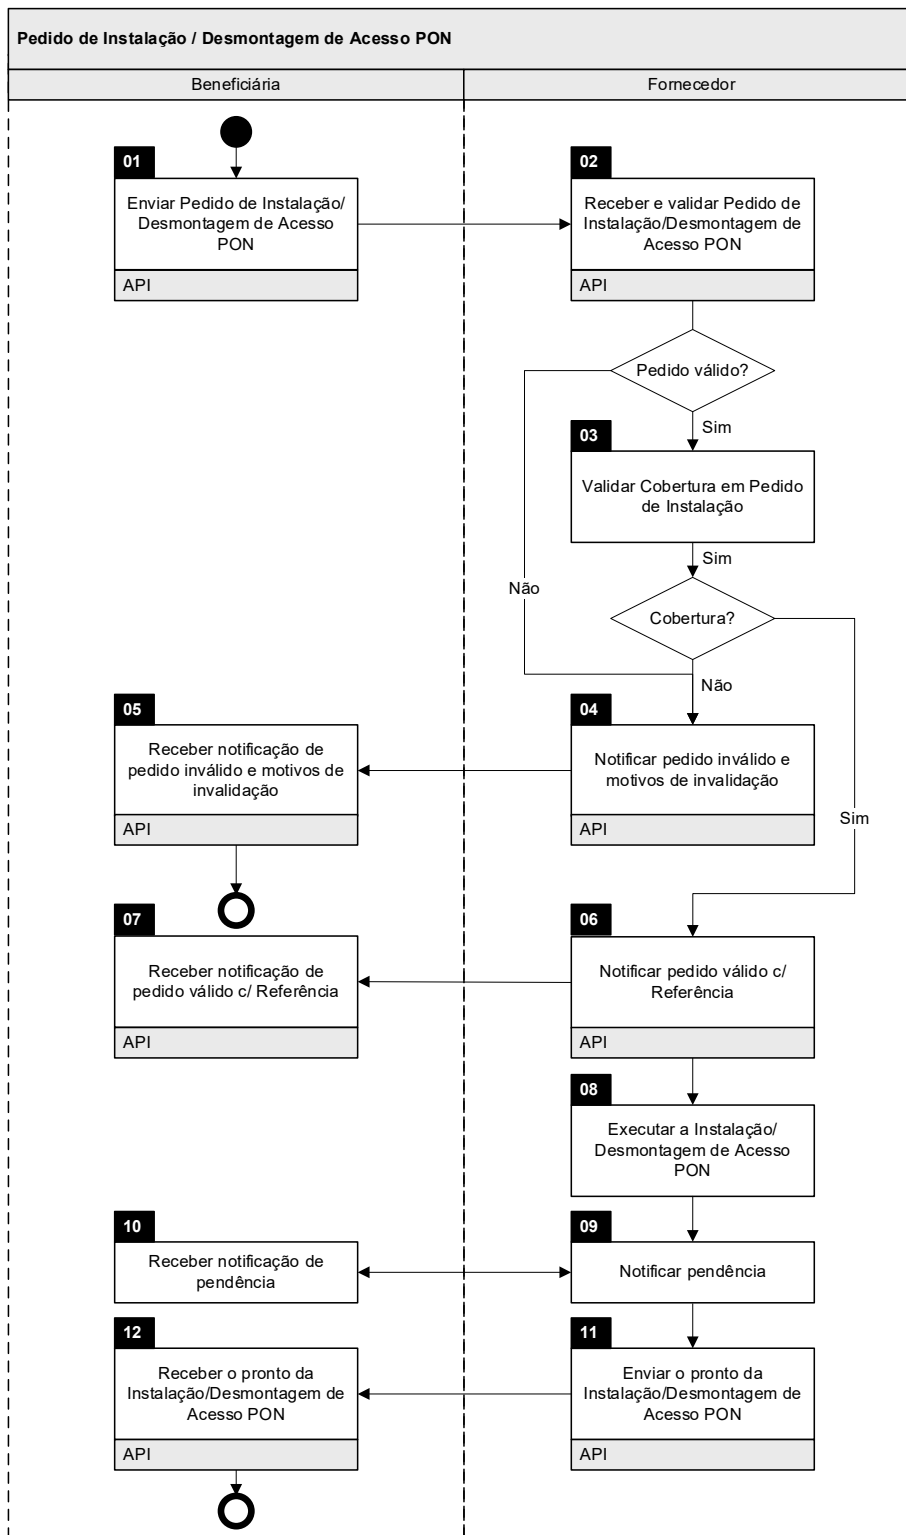 Pedido de Instalação / Desmontagem de Acesso PON
Beneficiária
Fornecedor
01
Enviar Pedido de Instalação/
Desmontagem de Acesso
PON
API
02
Receber e validar Pedido de
Instalação/Desmontagem de
Acesso PON
API
Pedido válido?
Sim
03
Validar Cobertura em Pedido
de Instalação
Sim
Não
Cobertura?
Não
Sim
04
Notificar pedido inválido e
motivos de invalidação
API
05
Receber notificação de
pedido inválido e motivos de
invalidação
API
06
Notificar pedido válido c/
Referência
API
07
Receber notificação de
pedido válido c/ Referência
API
08
Executar a Instalação/
Desmontagem de Acesso
PON
09
Notificar pendência
10
Receber notificação de
pendência
11
Enviar o pronto da
Instalação/Desmontagem de
Acesso PON
API
12
Receber o pronto da
Instalação/Desmontagem de
Acesso PON
API